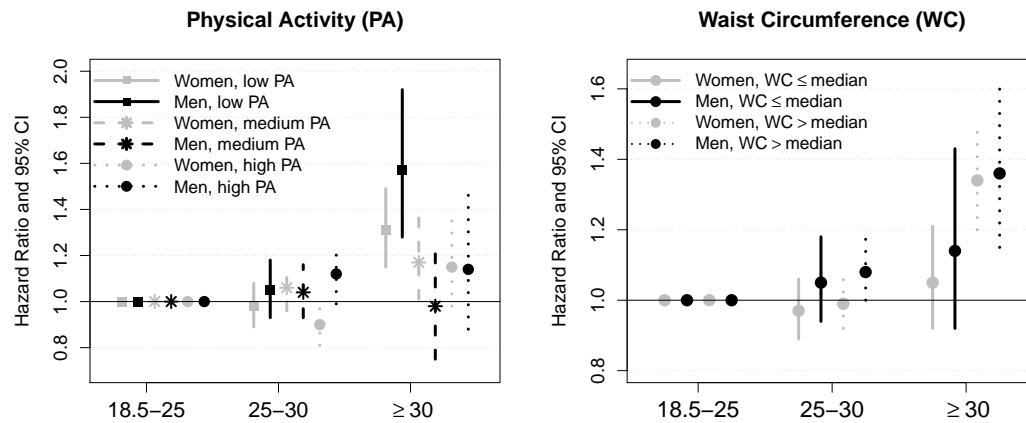 Physical Activity (PA)
Hazard Ratio and 95% CI
2.0
1.8
1.6
1.4
1.2
1.0
0.8
Women, low PA
Men, low PA
Women, medium PA
Men, medium PA
Women, high PA
Men, high PA
18.5−25
25−30
≥ 30
Waist Circumference (WC)
Hazard Ratio and 95% CI
1.6
1.4
1.2
1.0
0.8
Women, WC ≤ median
Men, WC ≤ median
Women, WC > median
Men, WC > median
18.5−25
25−30
≥ 30